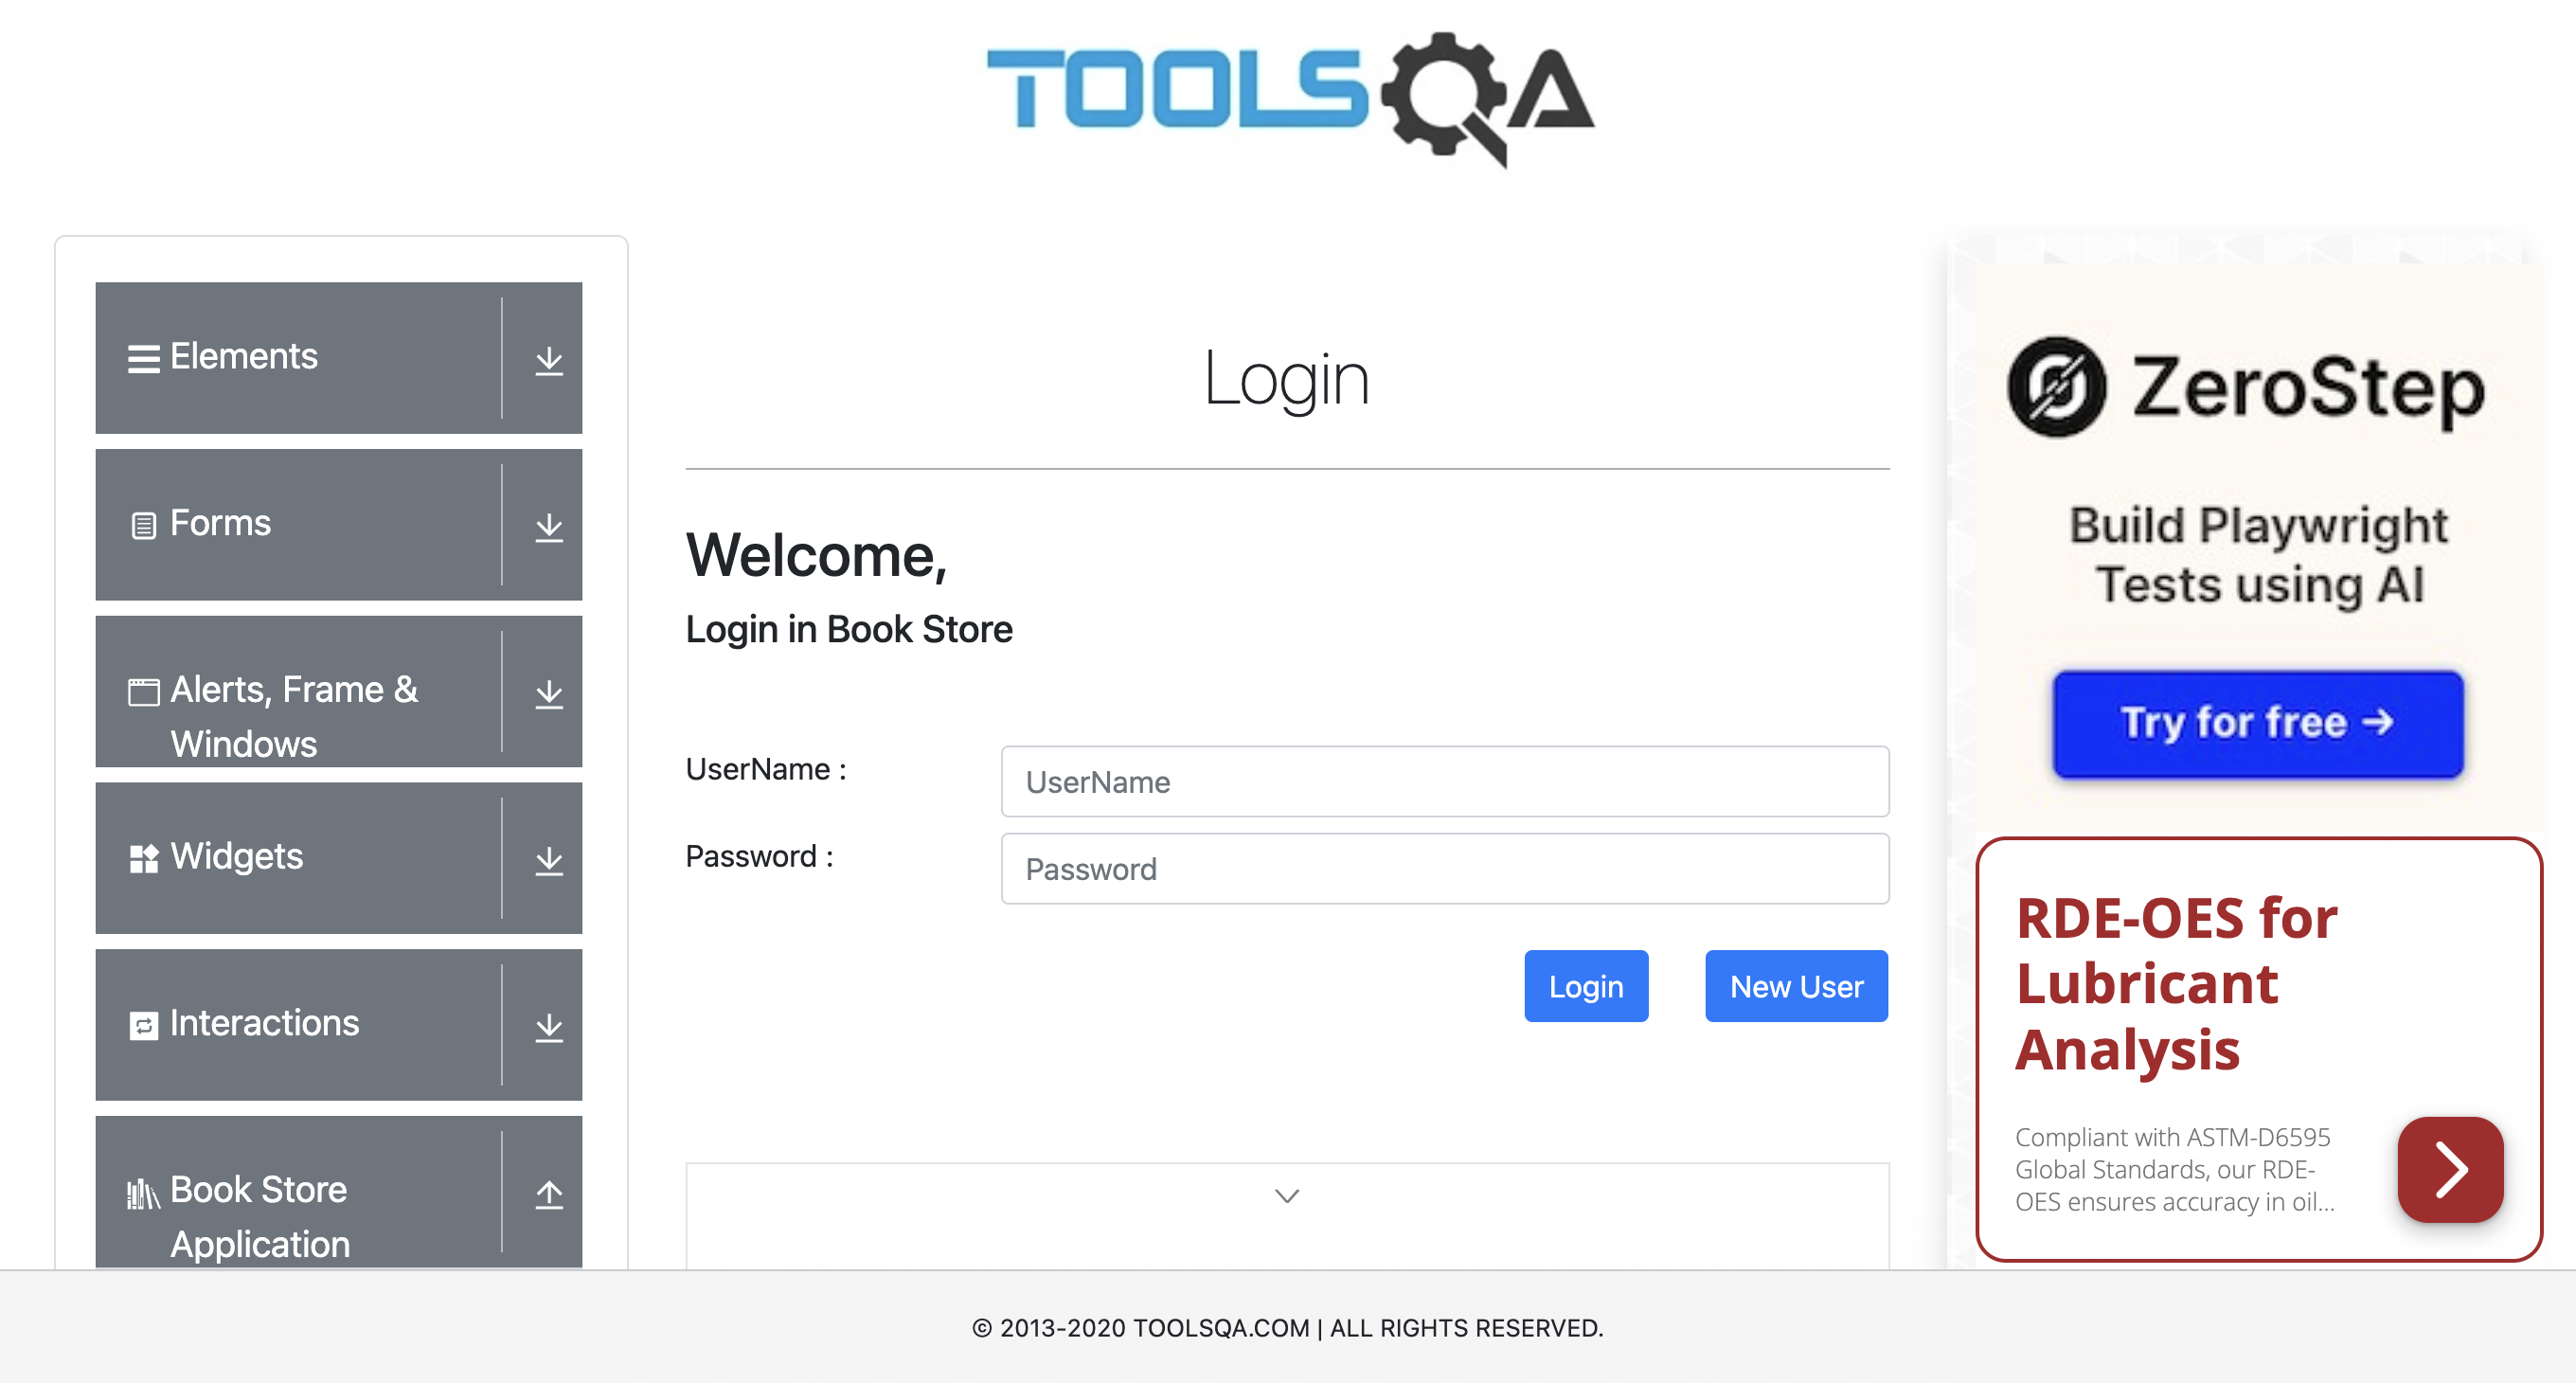 TOOLSQA
Elements
Forms
Alerts, Frame &
Windows
Widgets
Interactions
Book Store
Application
Login
Welcome,
Login in Book Store
UserName :
UserName
Password :
Password
Login
New User
ZeroStep
Build Playwright
Tests using AI
Try for free →
RDE-OES for
Lubricant
Analysis
Compliant with ASTM-D6595
Global Standards, our RDE-
OES ensures accuracy in oil...
© 2013-2020 TOOLSQA.COM | ALL RIGHTS RESERVED.